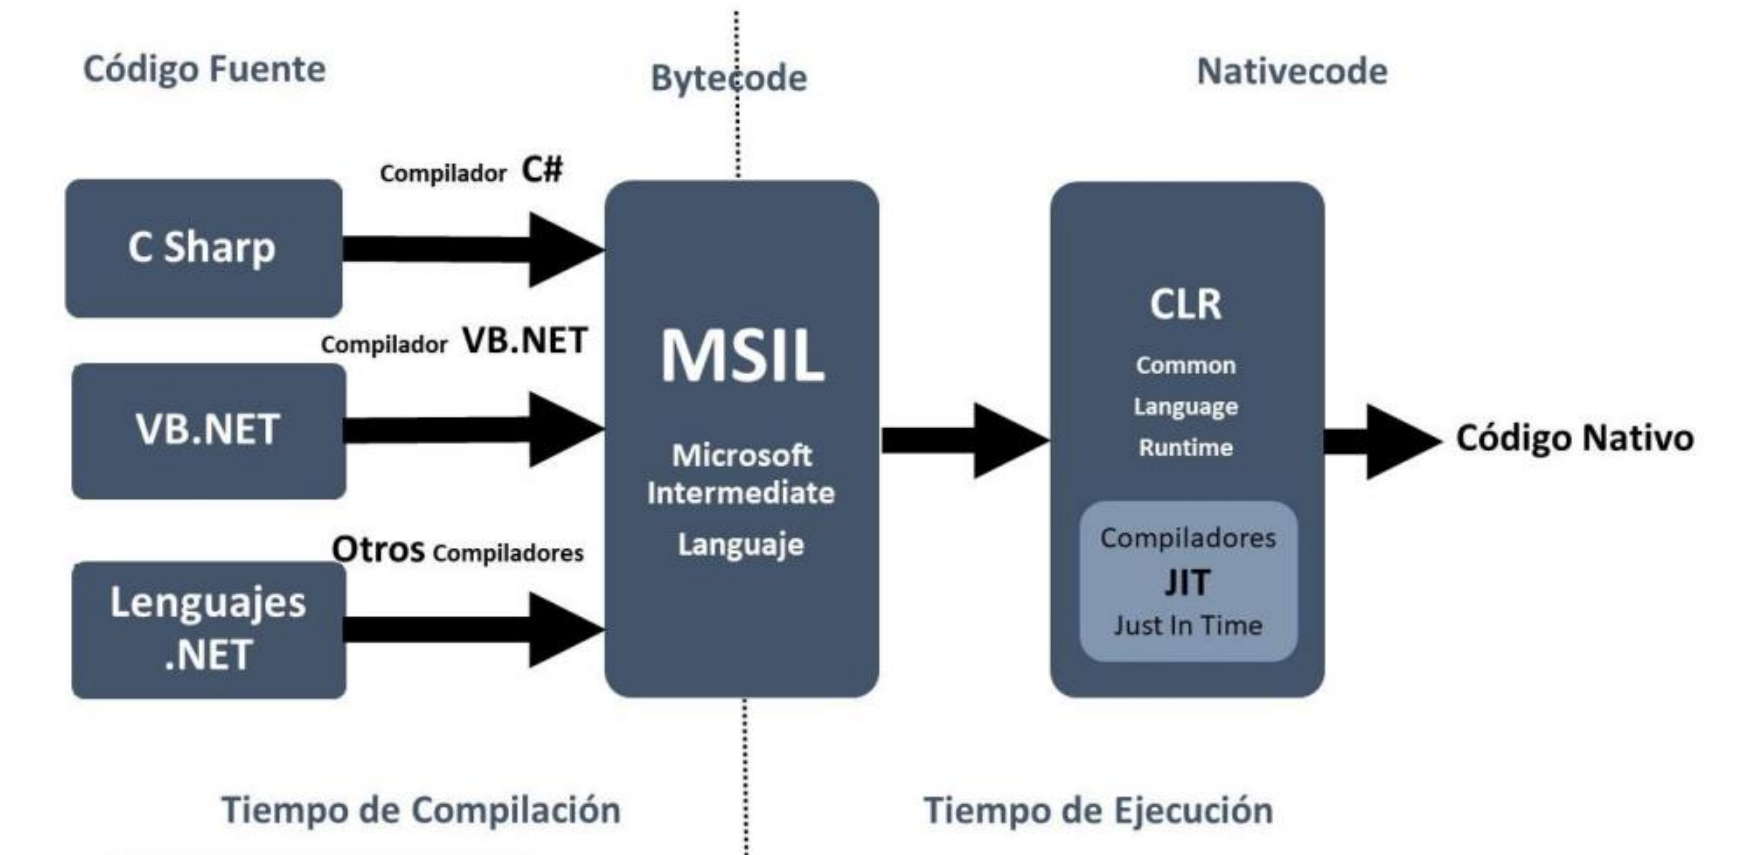 Código Fuente
Bytecode
Nativecode
Compilador C#
C Sharp
Compilador VB.NET
VB.NET
Otros Compiladores
Lenguajes
.NET
MSIL
Microsoft
Intermediate
Languaje
CLR
Common
Language
Runtime
Compiladores
JIT
Just In Time
Código Nativo
Tiempo de Compilación
Tiempo de Ejecución